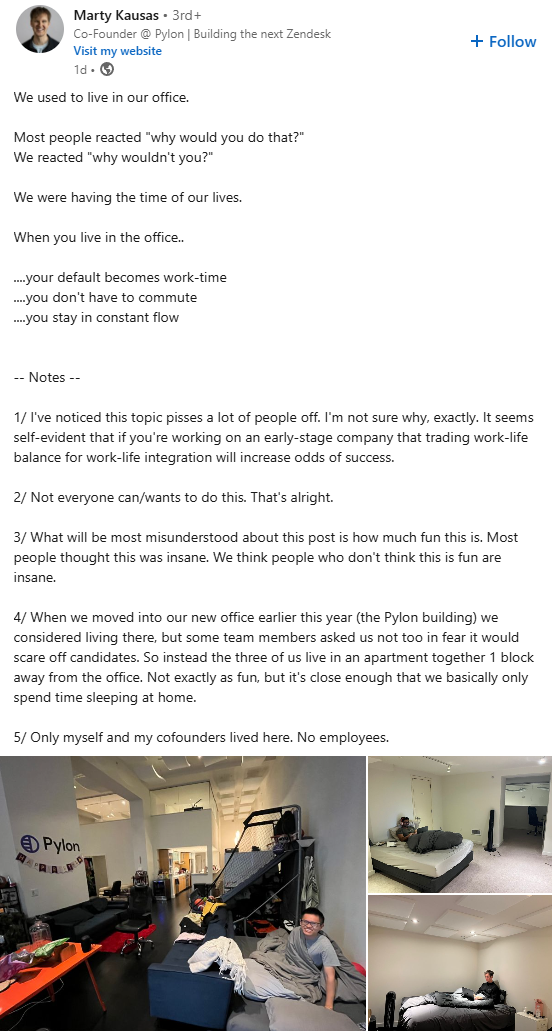 Marty Kausas • 3rd+
Co-Founder @ Pylon | Building the next Zendesk
Visit my website
1d •
+ Follow
We used to live in our office.
Most people reacted "why would you do that?"
We reacted "why wouldn't you?"
We were having the time of our lives.
When you live in the office..
....your default becomes work-time
....you don't have to commute
....you stay in constant flow
-- Notes --
1/ I've noticed this topic pisses a lot of people off. I'm not sure why, exactly. It seems
self-evident that if you're working on an early-stage company that trading work-life
balance for work-life integration will increase odds of success.
2/ Not everyone can/wants to do this. That's alright.
3/ What will be most misunderstood about this post is how much fun this is. Most
people thought this was insane. We think people who don't think this is fun are
insane.
4/ When we moved into our new office earlier this year (the Pylon building) we
considered living there, but some team members asked us not too in fear it would
scare off candidates. So instead the three of us live in an apartment together 1 block
away from the office. Not exactly as fun, but it's close enough that we basically only
spend time sleeping at home.
5/ Only myself and my cofounders lived here. No employees.
Pylon